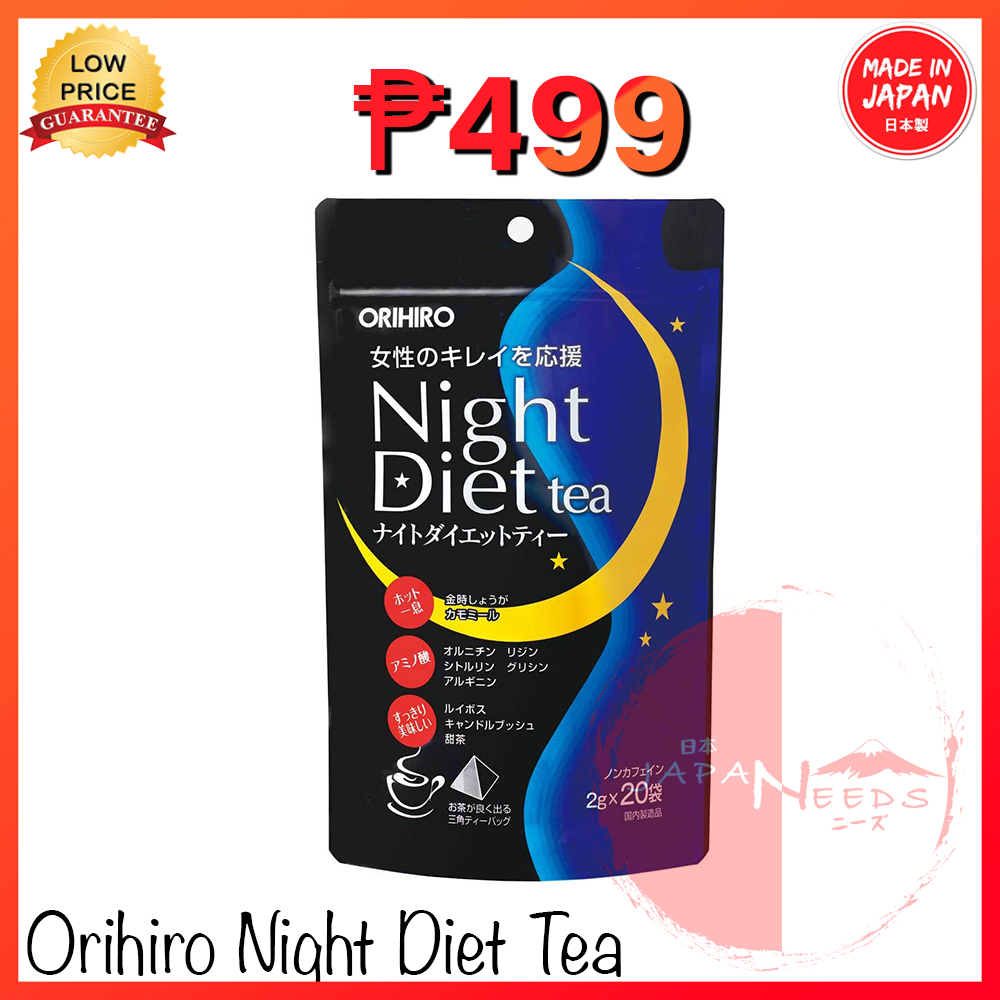 LOW
PRICE
GUARANTEE
₱499
MADE IN
JAPAN
日本製
ORIHIRO
女性のキレイを応援
Night
Diet tea
ナイトダイエットティー
ホット
一息
金時しょうが
カモミール
アミノ酸
オルニチン リジン
シトルリン グリシン
アルギニン
すっきり
美味しい
ルイボス
キャンドルブッシュ
甜茶
お茶が良く出る
三角ティーバッグ
ノンカフェイン
2g×20袋
国内製造品
日本
JAPANEEDS
ニーズ
Orihiro Night Diet Tea